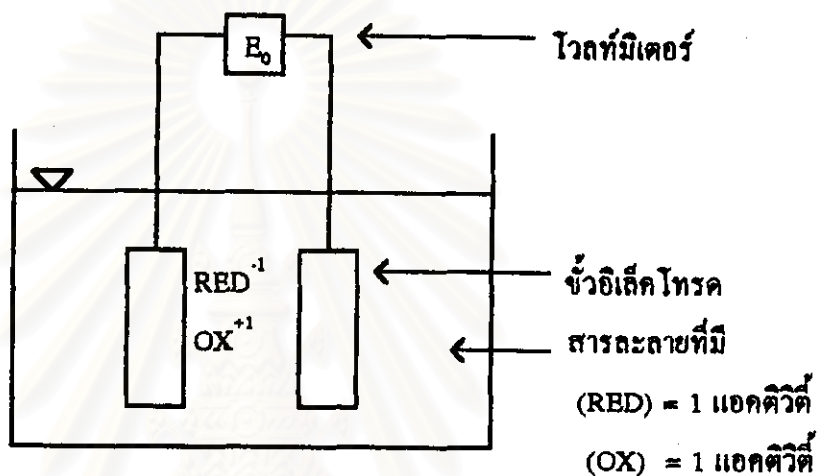 E₀
โวลท์มิเตอร์
RED⁻¹
OX⁺¹
ขั้วอิเล็คโทรด
สารละลายที่มี
(RED) = 1 แอคติวิตี้
(OX) = 1 แอคติวิตี้